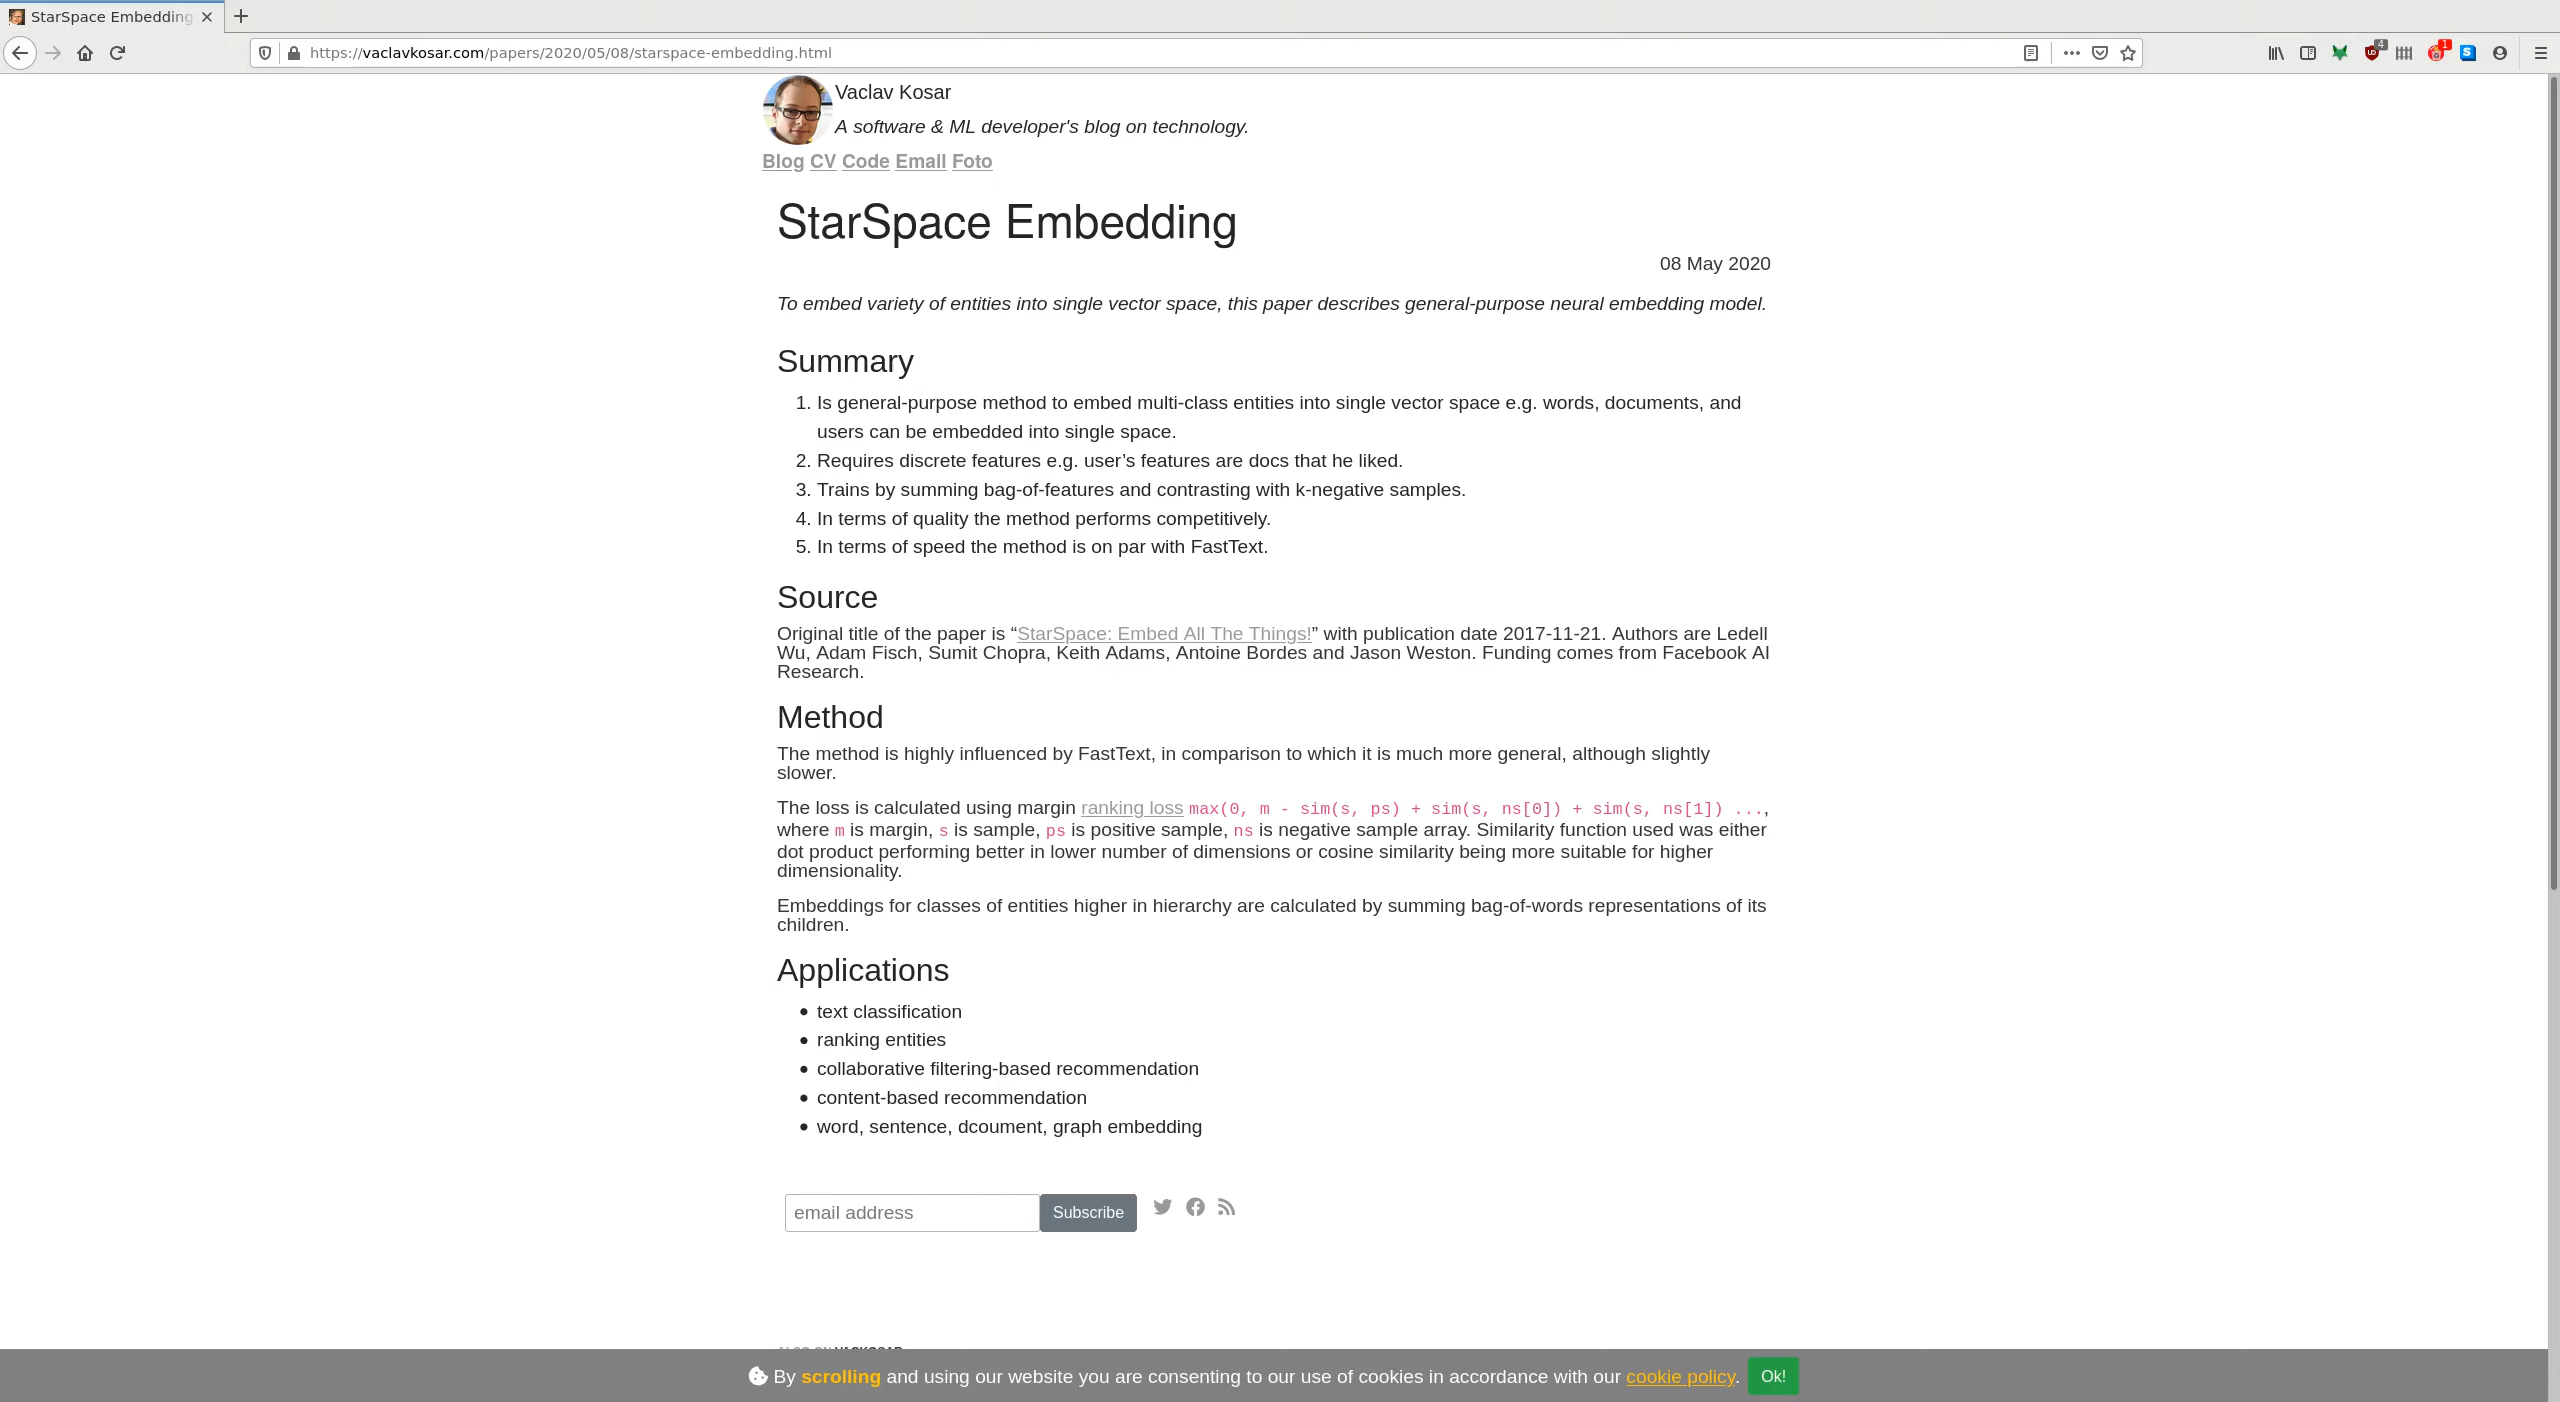 StarSpace Embedding
https://vaclavkosar.com/papers/2020/05/08/starspace-embedding.html
4
1
S
Vaclav Kosar
A software & ML developer's blog on technology.
Blog CV Code Email Foto
StarSpace Embedding
08 May 2020
To embed variety of entities into single vector space, this paper describes general-purpose neural embedding model.
Summary
1. Is general-purpose method to embed multi-class entities into single vector space e.g. words, documents, and
users can be embedded into single space.
2. Requires discrete features e.g. user’s features are docs that he liked.
3. Trains by summing bag-of-features and contrasting with k-negative samples.
4. In terms of quality the method performs competitively.
5. In terms of speed the method is on par with FastText.
Source
Original title of the paper is “StarSpace: Embed All The Things!” with publication date 2017-11-21. Authors are Ledell
Wu, Adam Fisch, Sumit Chopra, Keith Adams, Antoine Bordes and Jason Weston. Funding comes from Facebook AI
Research.
Method
The method is highly influenced by FastText, in comparison to which it is much more general, although slightly
slower.
The loss is calculated using margin ranking loss max(0, m - sim(s, ps) + sim(s, ns[0]) + sim(s, ns[1]) ...,
where m is margin, s is sample, ps is positive sample, ns is negative sample array. Similarity function used was either
dot product performing better in lower number of dimensions or cosine similarity being more suitable for higher
dimensionality.
Embeddings for classes of entities higher in hierarchy are calculated by summing bag-of-words representations of its
children.
Applications
• text classification
• ranking entities
• collaborative filtering-based recommendation
• content-based recommendation
• word, sentence, dcoument, graph embedding
email address
Subscribe
By scrolling and using our website you are consenting to our use of cookies in accordance with our cookie policy.
Ok!